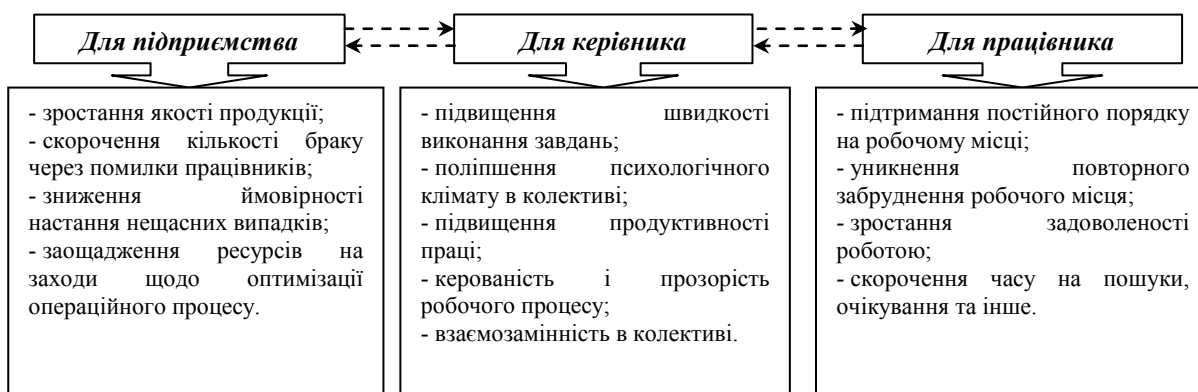 Для підприємства
Для керівника
Для працівника
- зростання якості продукції;
- скорочення кількості браку
через помилки працівників;
- зниження ймовірності
настання нещасних випадків;
- заощадження ресурсів на
заходи щодо оптимізації
операційного процесу.
- підвищення швидкості
виконання завдань;
- поліпшення психологічного
клімату в колективі;
- підвищення продуктивності
праці;
- керованість і прозорість
робочого процесу;
- взаємозамінність в колективі.
- підтримання постійного порядку
на робочому місці;
- уникнення повторного
забруднення робочого місця;
- зростання задоволеності
роботою;
- скорочення часу на пошуки,
очікування та інше.